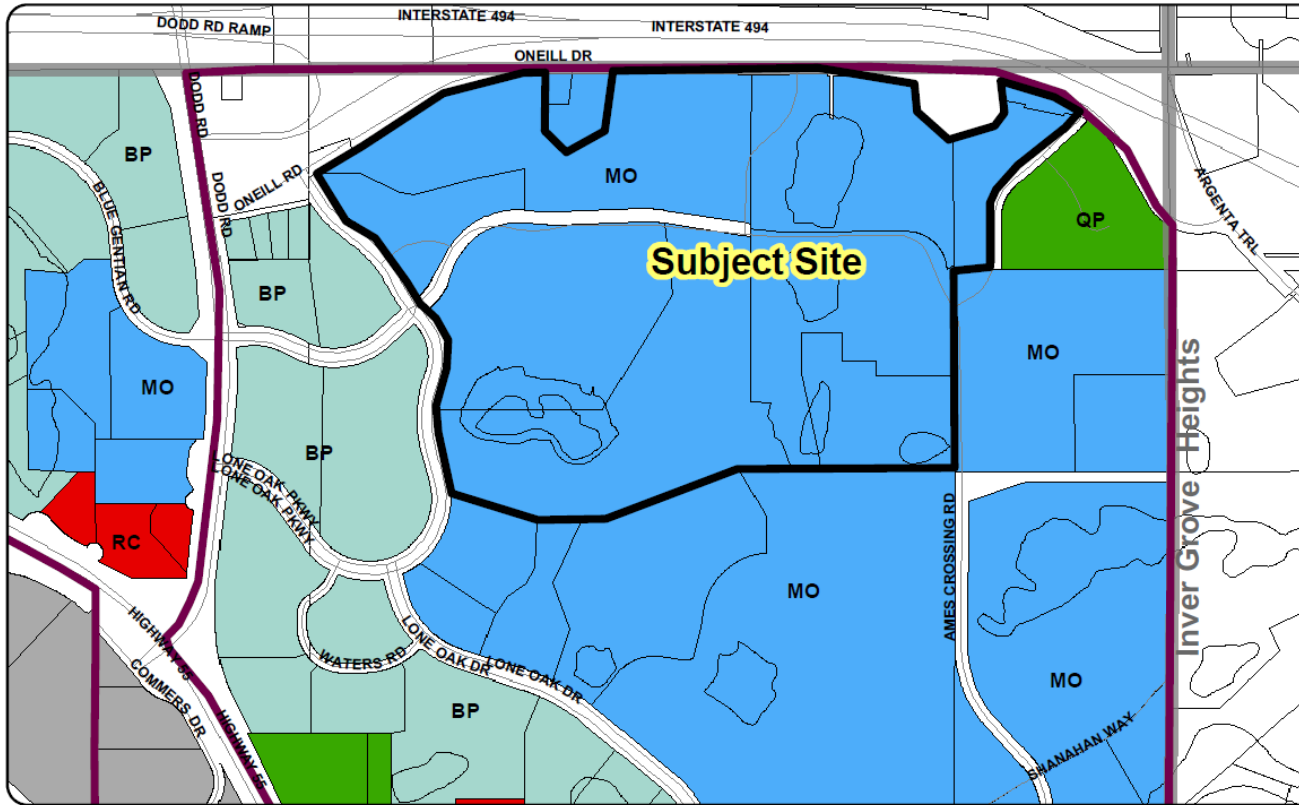 INTERSTATE 494
DODD RD RAMP
INTERSTATE 494
ONEILL DR
DODD RD
BP
ONEILL RD
DODD RD
BLUE GENTIAN RD
MO
QP
ARGENTA TRL
Subject Site
BP
MO
MO
Inver Grove Heights
BP
LONE OAK PKWY
LONE OAK PKWY
RC
AMES CROSSING RD
MO
HIGHWAY 55
COMMERS DR
WATERS RD
LONE OAK DR
LONE OAK DR
MO
BP
HIGHWAY 55
SHANAHAN WAY